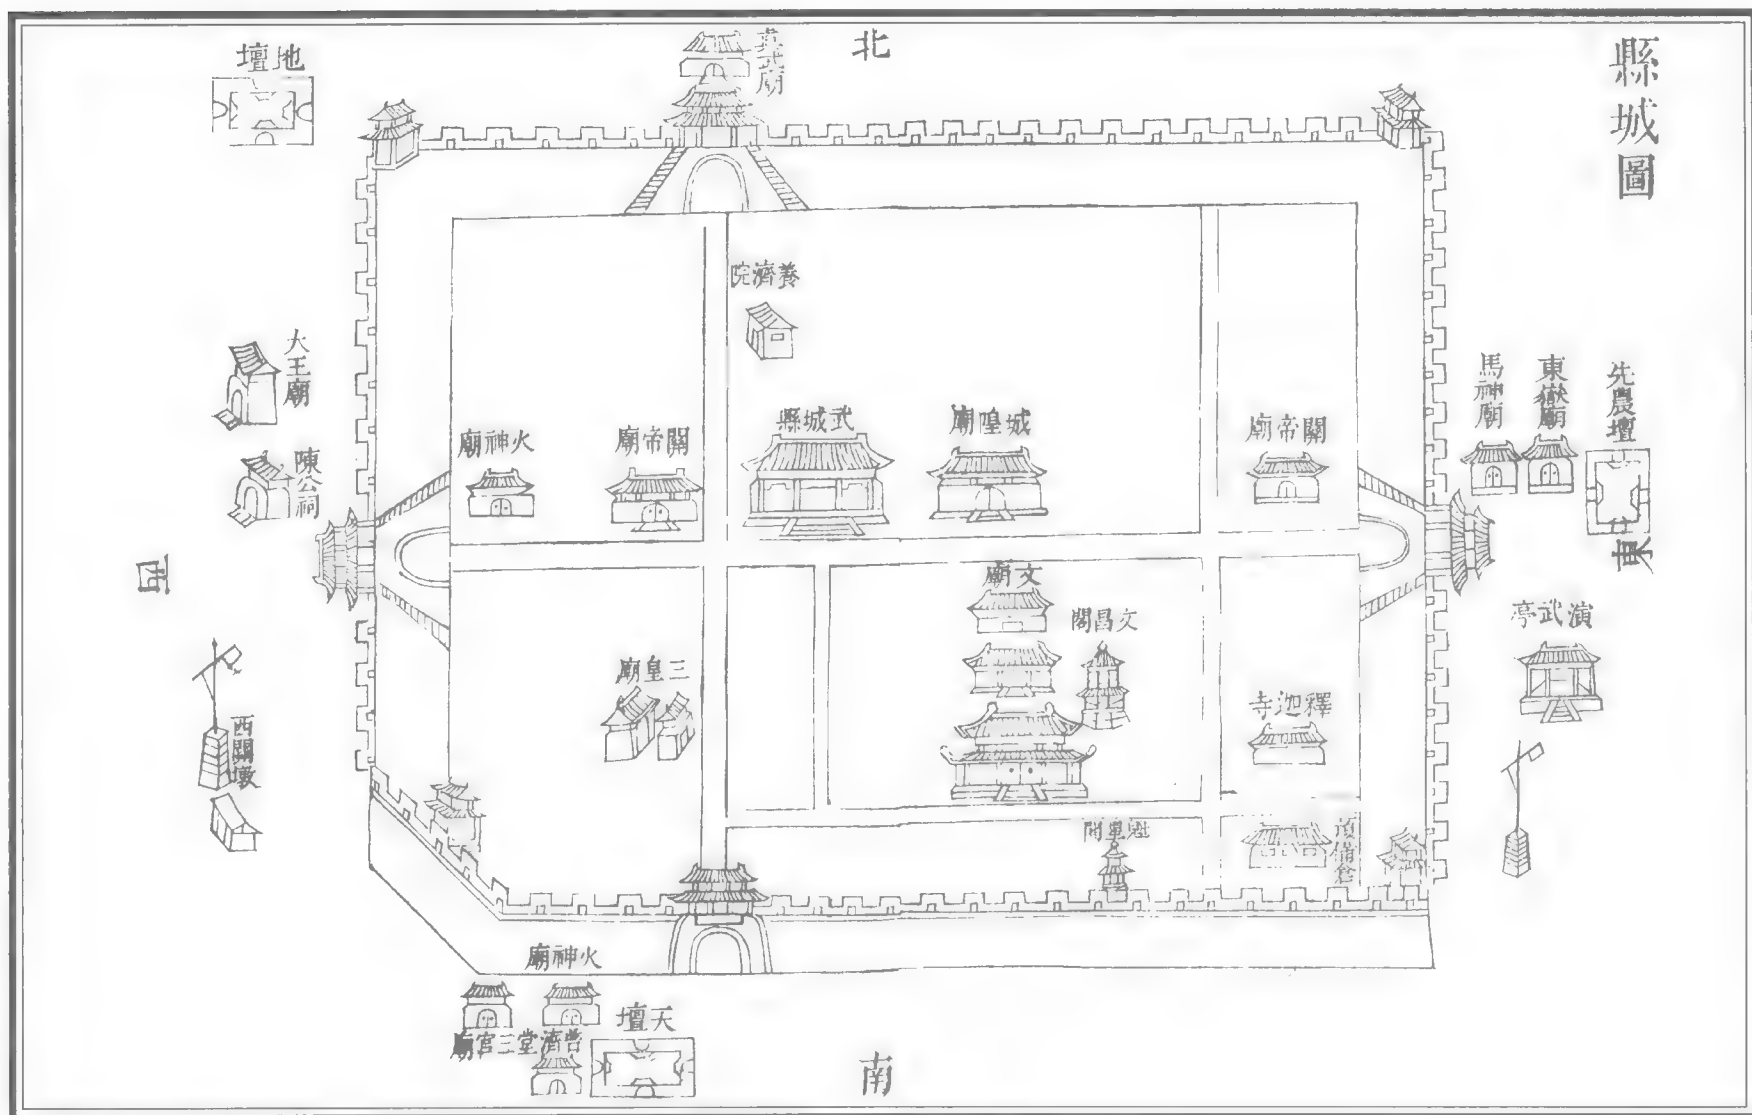 縣城圖
北
真武廟
地壇
養濟院
大王廟
陳公祠
火神廟
關帝廟
武城縣
城隍廟
關帝廟
馬神廟
東嶽廟
先農壇
東
西
文廟
文昌閣
演武亭
三皇廟
釋迦寺
西關墩
魁星閣
預備倉
火神廟
普濟堂
三官廟
天壇
南